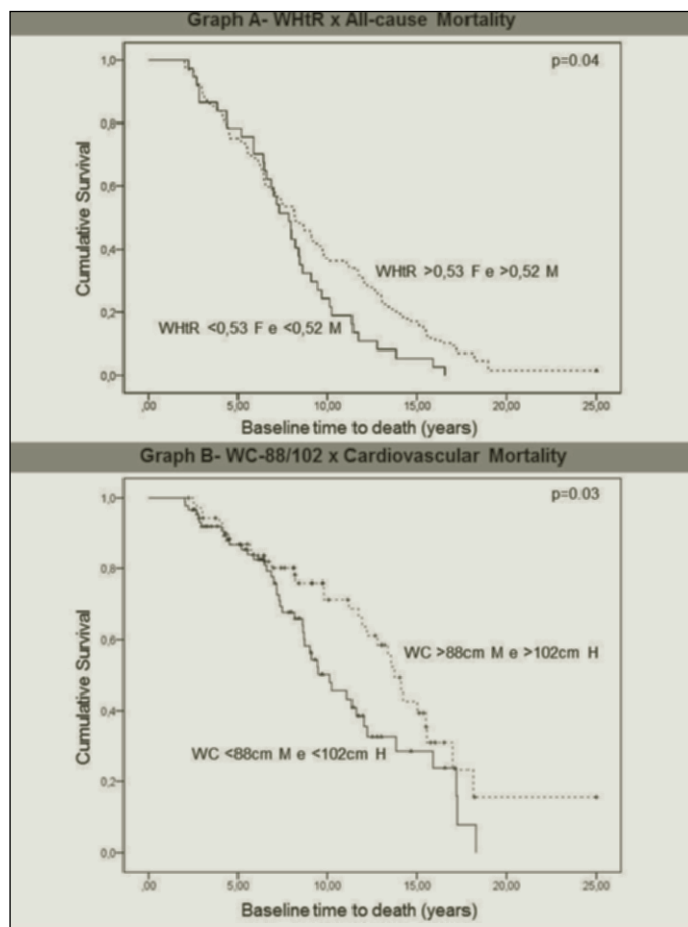 Graph A- WHtR x All-cause Mortality
p=0.04
1,0
0,8
0,6
0,4
0,2
0,0
Cumulative Survival
WHtR >0,53 F e >0,52 M
WHtR <0,53 F e <0,52 M
,00 5,00 10,00 15,00 20,00 25,00
Baseline time to death (years)
Graph B- WC-88/102 x Cardiovascular Mortality
p=0.03
1,0
0,8
0,6
0,4
0,2
0,0
Cumulative Survival
WC >88cm M e >102cm H
WC <88cm M e <102cm H
,00 5,00 10,00 15,00 20,00 25,00
Baseline time to death (years)